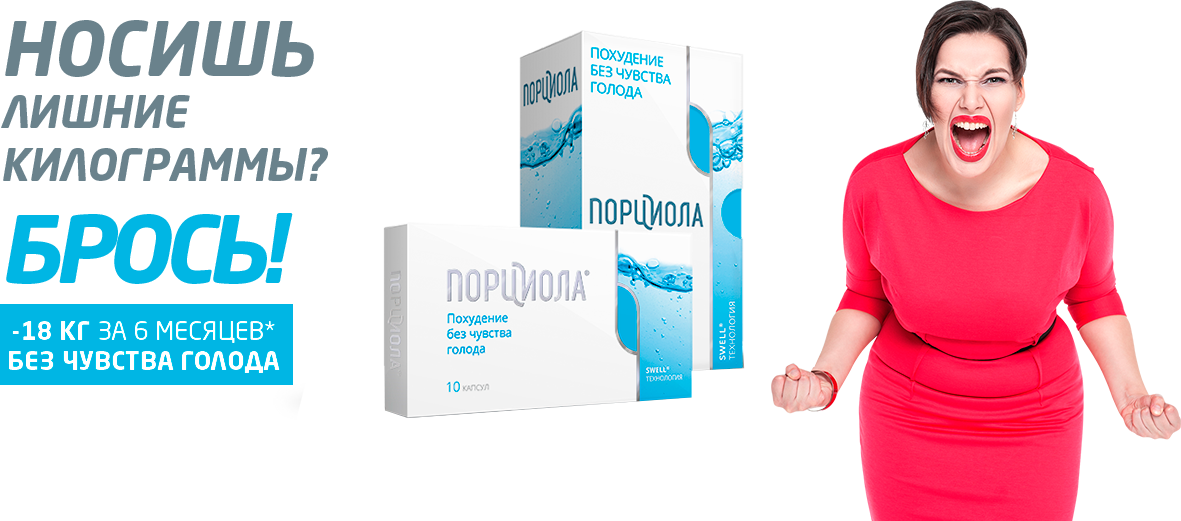 НОСИШЬ
ЛИШНИЕ
КИЛОГРАММЫ?
БРОСЬ!
-18 КГ ЗА 6 МЕСЯЦЕВ*
БЕЗ ЧУВСТВА ГОЛОДА
ПОРЦИОЛА
ПОХУДЕНИЕ
БЕЗ ЧУВСТВА
ГОЛОДА
ПОРЦИОЛА
SWELL®
ТЕХНОЛОГИЯ
ПОРЦИОЛА
ПОРЦИОЛА®
Похудение
без чувства
голода
10 КАПСУЛ
SWELL®
ТЕХНОЛОГИЯ